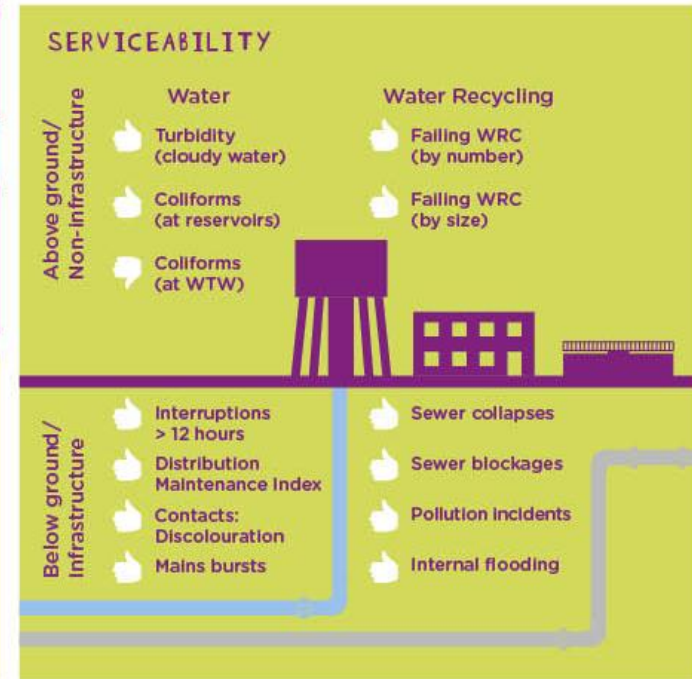 SERVICEABILITY
Above ground/
Non-infrastructure
Water
Turbidity
(cloudy water)
Coliforms
(at reservoirs)
Coliforms
(at WTW)
Water Recycling
Failing WRC
(by number)
Failing WRC
(by size)
Below ground/
Infrastructure
Interruptions
> 12 hours
Distribution
Maintenance Index
Contacts:
Discolouration
Mains bursts
Sewer collapses
Sewer blockages
Pollution incidents
Internal flooding